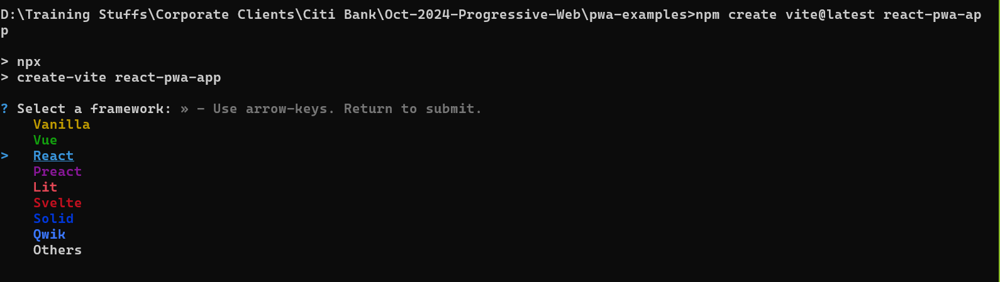 D:\Training Stuffs\Corporate Clients\Citi Bank\Oct-2024-Progressive-Web\pwa-examples>npm create vite@latest react-pwa-ap
p
> npx
> create-vite react-pwa-app
? Select a framework: » - Use arrow-keys. Return to submit.
Vanilla
Vue
> React
Preact
Lit
Svelte
Solid
Qwik
Others